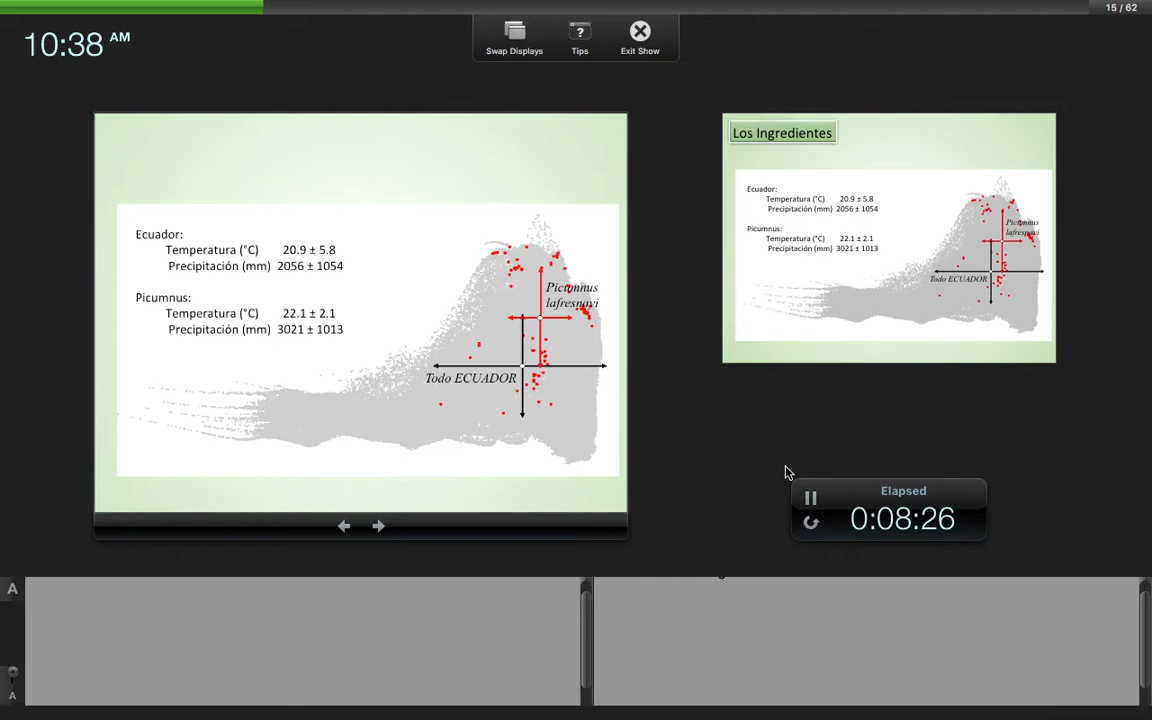 15 / 62
10:38 AM
Swap Displays
Tips
Exit Show
Ecuador:
Temperatura (°C) 20.9 ± 5.8
Precipitación (mm) 2056 ± 1054
Picumnus:
Temperatura (°C) 22.1 ± 2.1
Precipitación (mm) 3021 ± 1013
Picumnus
lafresnayi
Todo ECUADOR
Los Ingredientes
Ecuador:
Temperatura (°C) 20.9 ± 5.8
Precipitación (mm) 2056 ± 1054
Picumnus:
Temperatura (°C) 22.1 ± 2.1
Precipitación (mm) 3021 ± 1013
Picumnus
lafresnayi
Todo ECUADOR
Elapsed
0:08:26
A
A